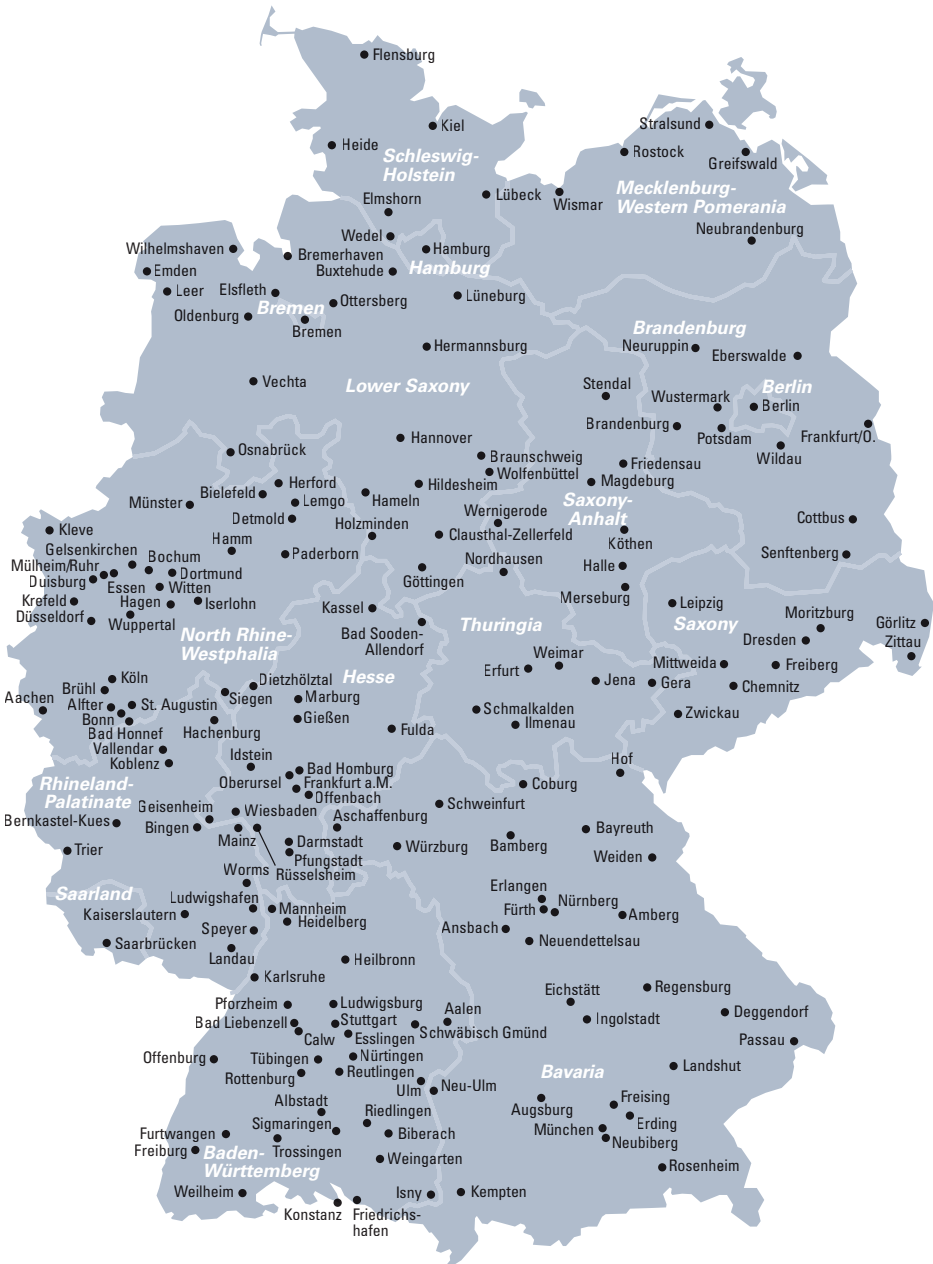 Flensburg
Kiel
Stralsund
Heide
Rostock
Greifswald
Schleswig-
Holstein
Mecklenburg-
Western Pomerania
Lübeck
Wismar
Elmshorn
Neubrandenburg
Wedel
Wilhelmshaven
Bremerhaven
Hamburg
Hamburg
Emden
Buxtehude
Leer
Elsfleth
Ottersberg
Lüneburg
Bremen
Oldenburg
Bremen
Brandenburg
Hermannsburg
Neuruppin
Eberswalde
Vechta
Lower Saxony
Stendal
Berlin
Wustermark
Berlin
Brandenburg
Potsdam
Frankfurt/O.
Hannover
Wildau
Osnabrück
Braunschweig
Friedensau
Wolfenbüttel
Magdeburg
Herford
Hildesheim
Bielefeld
Lemgo
Hameln
Saxony-
Anhalt
Münster
Wernigerode
Detmold
Holzminden
Cottbus
Kleve
Clausthal-Zellerfeld
Köthen
Hamm
Gelsenkirchen
Bochum
Paderborn
Nordhausen
Senftenberg
Mülheim/Ruhr
Dortmund
Göttingen
Halle
Duisburg
Essen
Witten
Merseburg
Krefeld
Hagen
Iserlohn
Kassel
Leipzig
Düsseldorf
Wuppertal
Moritzburg
Görlitz
North Rhine-
Westphalia
Bad Sooden-
Allendorf
Thuringia
Saxony
Dresden
Zittau
Weimar
Mittweida
Freiberg
Erfurt
Köln
Dietzhölztal
Hesse
Jena
Gera
Chemnitz
Brühl
Siegen
Marburg
Aachen
Alfter
St. Augustin
Schmalkalden
Zwickau
Bonn
Gießen
Ilmenau
Bad Honnef
Hachenburg
Fulda
Vallendar
Koblenz
Idstein
Hof
Bad Homburg
Oberursel
Frankfurt a.M.
Coburg
Rhineland-
Palatinate
Offenbach
Geisenheim
Wiesbaden
Schweinfurt
Bernkastel-Kues
Aschaffenburg
Bingen
Mainz
Bayreuth
Trier
Darmstadt
Würzburg
Bamberg
Pfungstadt
Weiden
Rüsselsheim
Worms
Saarland
Erlangen
Ludwigshafen
Mannheim
Fürth
Nürnberg
Kaiserslautern
Heidelberg
Amberg
Speyer
Ansbach
Saarbrücken
Neuendettelsau
Landau
Heilbronn
Karlsruhe
Regensburg
Eichstätt
Pforzheim
Ludwigsburg
Aalen
Deggendorf
Bad Liebenzell
Stuttgart
Schwäbisch Gmünd
Ingolstadt
Calw
Esslingen
Passau
Offenburg
Tübingen
Nürtingen
Landshut
Rottenburg
Reutlingen
Bavaria
Ulm
Neu-Ulm
Albstadt
Augsburg
Freising
Riedlingen
Erding
Sigmaringen
München
Furtwangen
Biberach
Neubiberg
Freiburg
Trossingen
Baden-
Württemberg
Weingarten
Rosenheim
Weilheim
Isny
Kempten
Konstanz
Friedrichs-
hafen